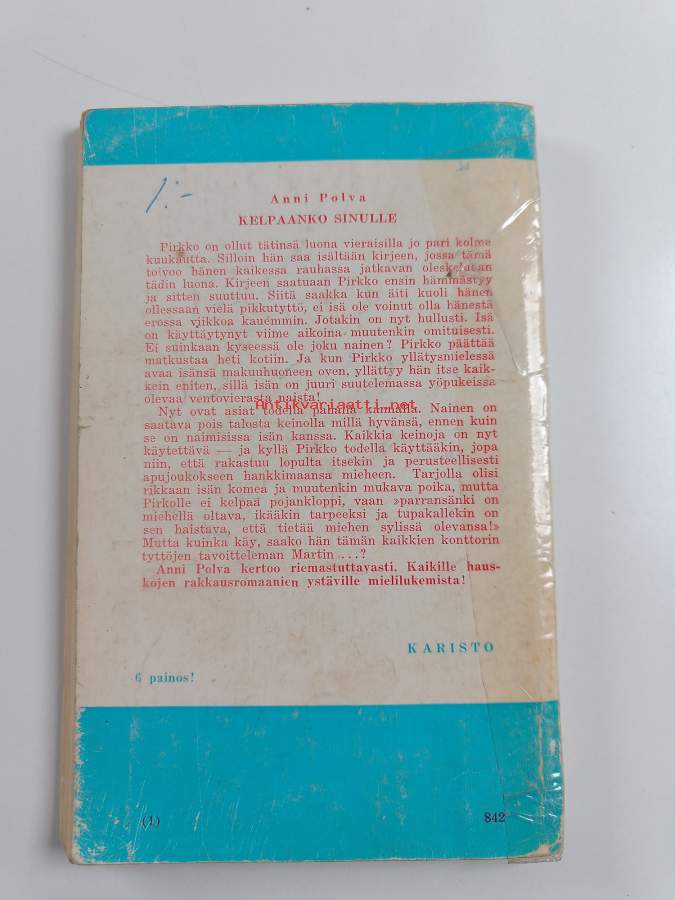 1:-
Anni Polva
KELPAANKO SINULLE
Pirkko on ollut tätinsä luona vieraisilla jo pari kolme
kuukautta. Silloin hän saa isältään kirjeen, jossa tämä
toivoo hänen kaikessa rauhassa jatkavan oleskeluaan
tädin luona. Kirjeen saatuaan Pirkko ensin hämmästyy
ja sitten suuttuu. Siitä saakka kun äiti kuoli hänen
ollessaan vielä pikkutyttö, ei isä ole voinut olla hänestä
erossa viikkoa kauemmin. Jotakin on nyt hullusti. Isä
on käyttäytynyt viime aikoina muutenkin omituisesti.
Ei suinkaan kyseessä ole joku nainen? Pirkko päättää
matkustaa heti kotiin. Ja kun Pirkko yllätysmielessä
avaa isänsä makuuhuoneen oven, yllättyy hän itse kaik-
kein eniten, sillä isän on juuri suutelemassa yöpukeissa
olevaa ventovierasta naista!
Antikvariaatti.net
Nyt ovat asiat todella pahalla kannalla. Nainen on
saatava pois talosta keinolla millä hyvänsä, ennen kuin
se on naimisissa isän kanssa. Kaikkia keinoja on nyt
käytettävä — ja kyllä Pirkko todella käyttääkin, jopa
niin, että rakastuu lopulta itsekin ja perusteellisesti
apujoukokseen hankkimaansa mieheen. Tarjolla olisi
rikkaan isän komea ja muutenkin mukava poika, mutta
Pirkolle ei kelpaa pojankloppi, vaan »parransänki on
miehellä oltava, ikääkin tarpeeksi ja tupakallekin on
sen haistava, että tietää miehen sylissä olevansa!»
Mutta kuinka käy, saako hän tämän kaikkien konttorin
tyttöjen tavoitteleman Martin ...?
Anni Polva kertoo riemastuttavasti. Kaikille haus-
kojen rakkausromaanien ystäville mielilukemista!
KARISTO
6 painos!
(1)
842